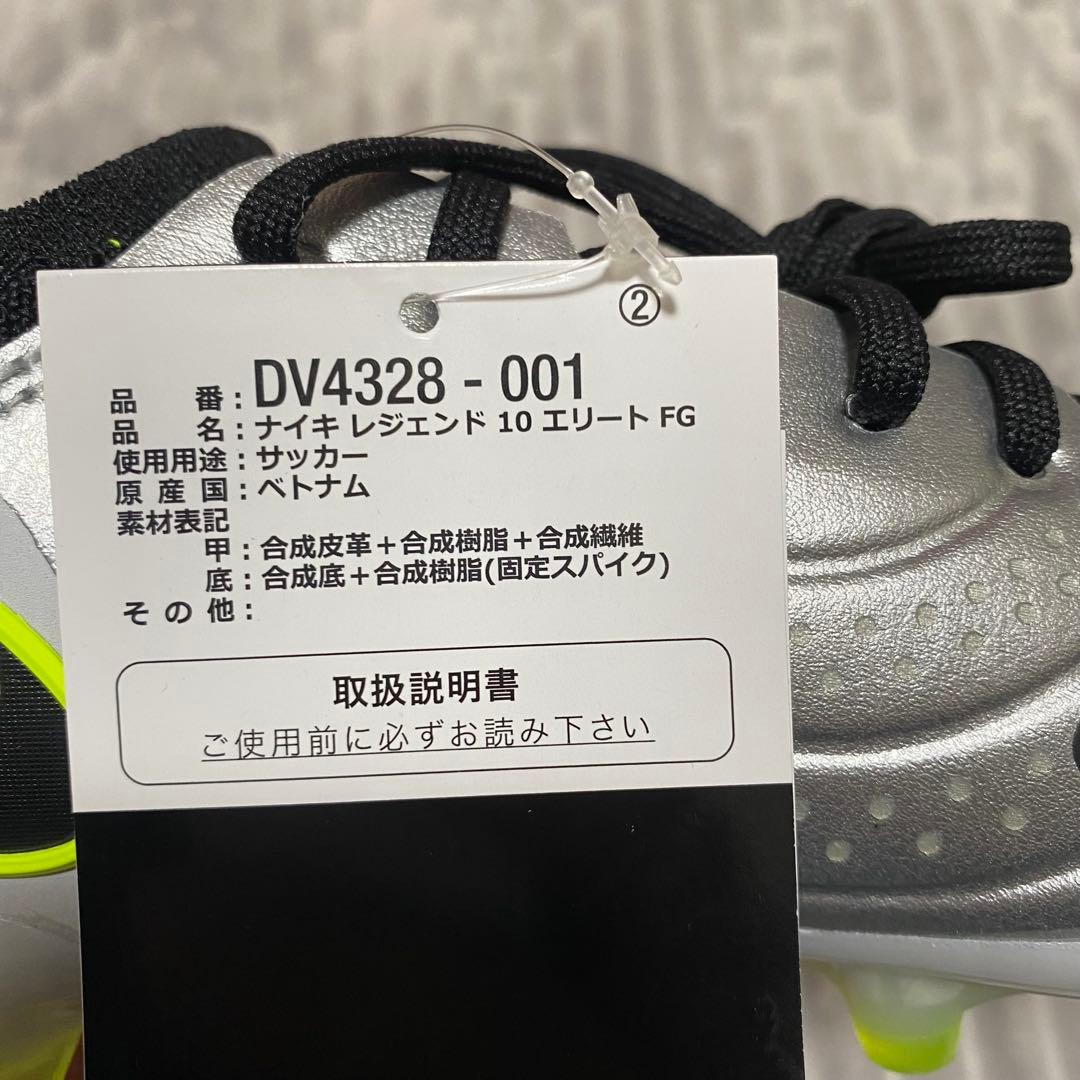 ②
品番：DV4328 - 001
品名：ナイキ レジェンド 10 エリート FG
使用用途：サッカー
原産国：ベトナム
素材表記
甲：合成皮革＋合成樹脂＋合成繊維
底：合成底＋合成樹脂(固定スパイク)
その他：
取扱説明書
ご使用前に必ずお読み下さい